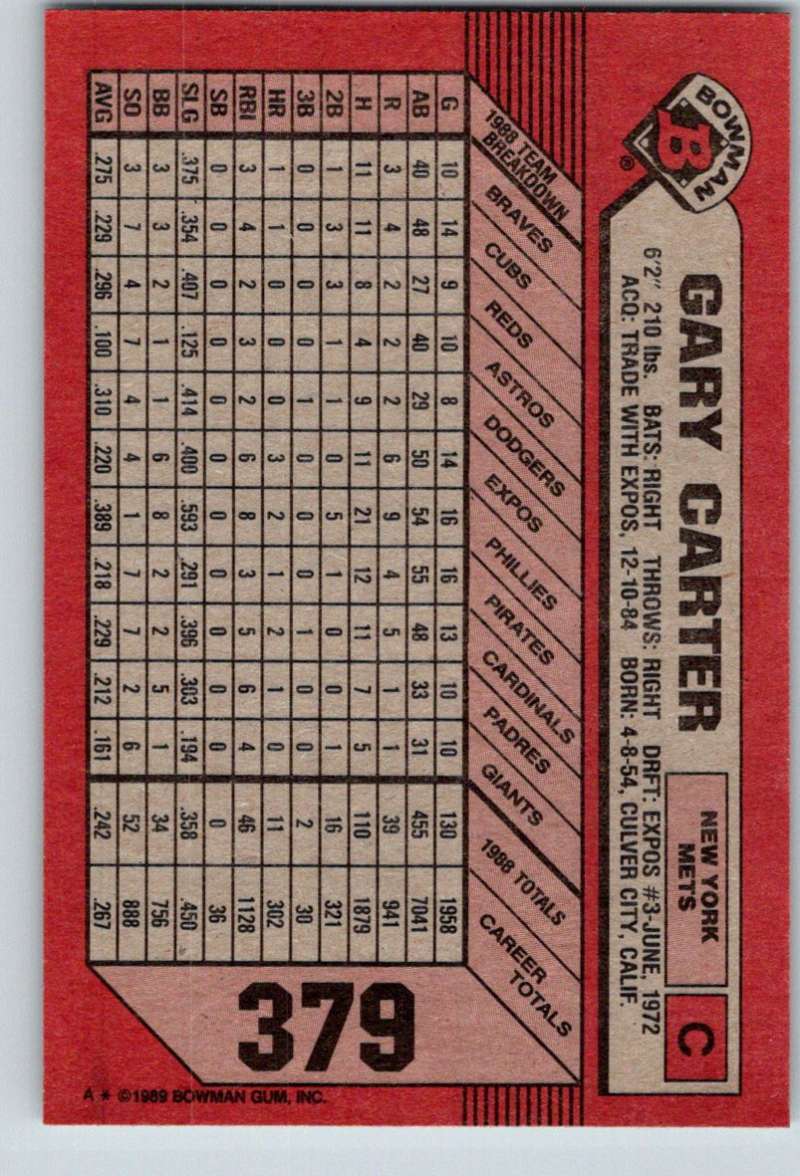 BOWMAN
B
®
GARY CARTER
NEW YORK
METS
C
6'2" 210 lbs. BATS: RIGHT THROWS: RIGHT DRFT: EXPOS #3-JUNE, 1972
ACQ: TRADE WITH EXPOS, 12-10-84 BORN: 4-8-54, CULVER CITY, CALIF.
1988 TEAM
BREAKDOWN
BRAVES
CUBS
REDS
ASTROS
DODGERS
EXPOS
PHILLIES
PIRATES
CARDINALS
PADRES
GIANTS
1988 TOTALS
CAREER
TOTALS
G 10 14 9 10 8 14 16 16 13 10 10 130 1958
AB 40 48 27 40 29 50 54 55 48 33 31 455 7041
R 3 4 2 2 2 6 9 4 5 1 1 39 941
H 11 11 8 4 9 11 21 12 11 7 5 110 1879
2B 1 3 3 1 1 0 5 1 0 0 1 16 321
3B 0 0 0 0 1 0 0 0 1 0 0 2 30
HR 1 1 0 0 0 3 2 1 2 1 0 11 302
RBI 3 4 2 3 2 6 8 3 5 6 4 46 1128
SB 0 0 0 0 0 0 0 0 0 0 0 0 36
SLG .375 .354 .407 .125 .414 .400 .593 .291 .396 .303 .194 .358 .450
BB 3 3 2 1 1 6 8 2 2 5 1 34 756
SO 3 7 4 7 4 4 1 7 7 2 6 52 888
AVG .275 .229 .296 .100 .310 .220 .389 .218 .229 .212 .161 .242 .267
379
A * ©1989 BOWMAN GUM, INC.